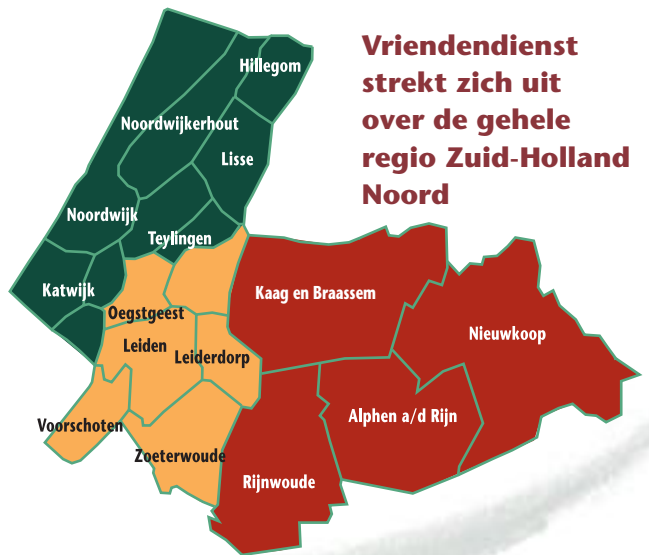 Vriendendienst
strekt zich uit
over de gehele
regio Zuid-Holland
Noord
Hillegom
Noordwijkerhout
Lisse
Noordwijk
Teylingen
Katwijk
Kaag en Braassem
Oegstgeest
Nieuwkoop
Leiden
Leiderdorp
Alphen a/d Rijn
Voorschoten
Zoeterwoude
Rijnwoude